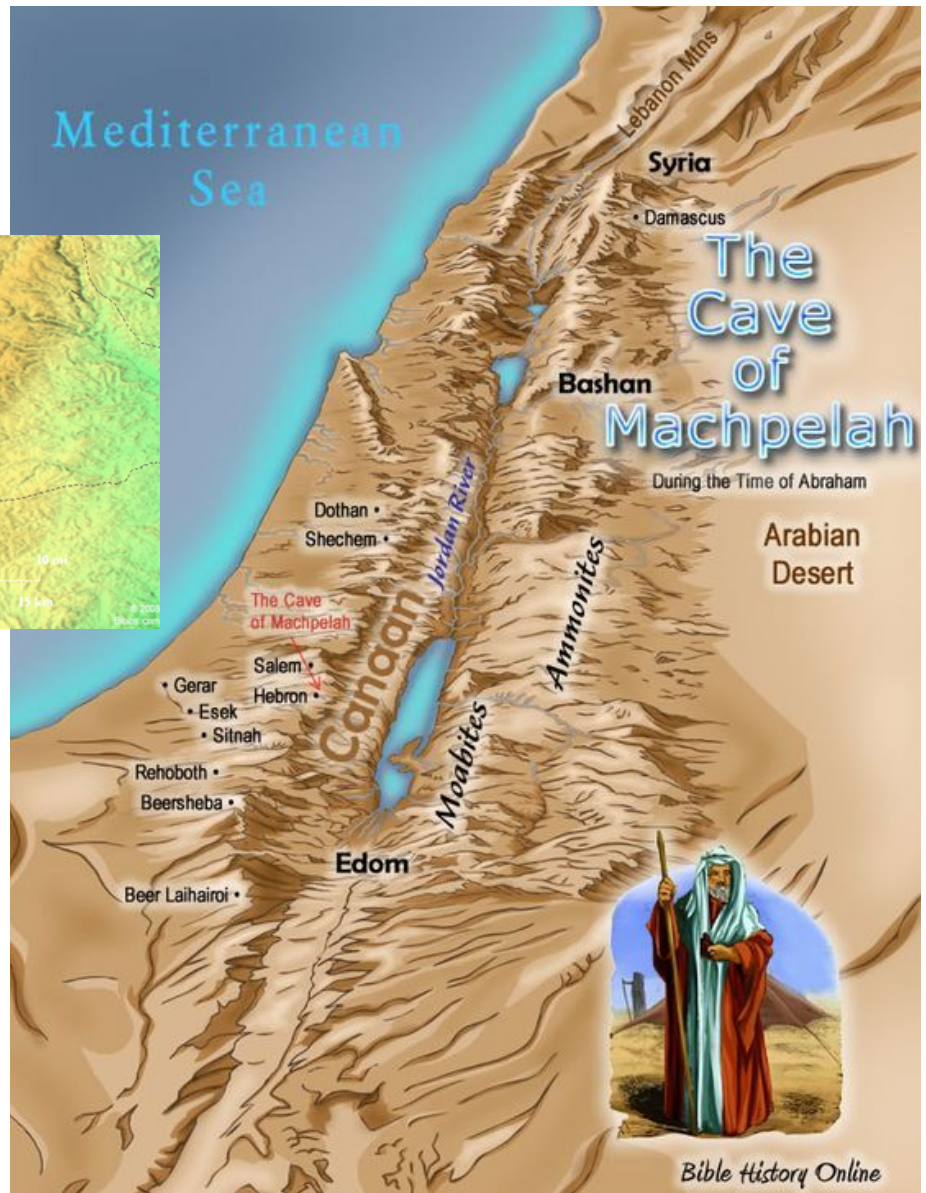 Lebanon Mtns
Mediterranean
Sea
Syria
• Damascus
The
Cave
of
Machpelah
During the Time of Abraham
Bashan
Jordan River
Dothan •
Shechem •
Arabian
Desert
Ammonites
Canaan
The Cave
of Machpelah
10 mi
15 km
© 2003
Salem •
Hebron •
• Gerar
• Esek
• Sitnah
Rehoboth •
Beersheba •
Moabites
Edom
Beer Laihairoi •
Bible History Online